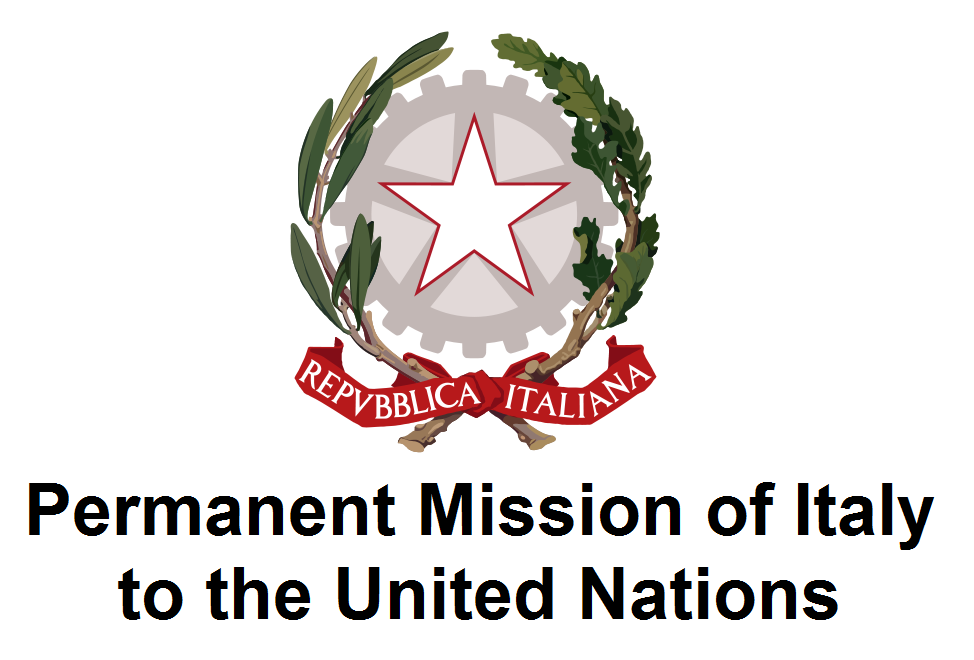 REPVBBLICA ITALIANA
Permanent Mission of Italy
to the United Nations